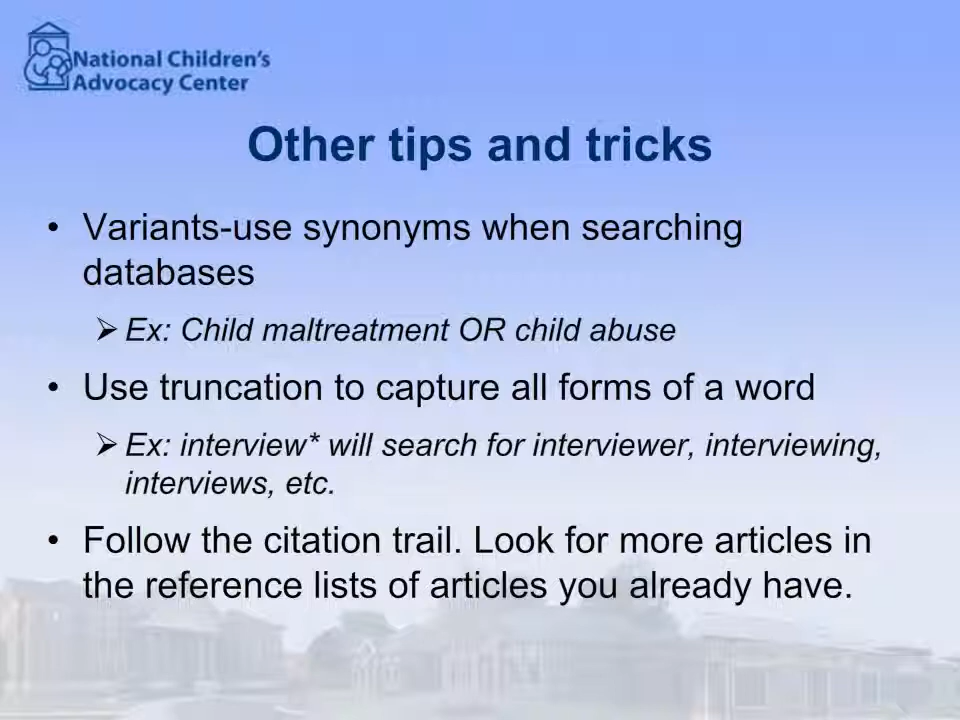 National Children's
Advocacy Center
Other tips and tricks
• Variants-use synonyms when searching
databases
➢ Ex: Child maltreatment OR child abuse
• Use truncation to capture all forms of a word
➢ Ex: interview* will search for interviewer, interviewing,
interviews, etc.
• Follow the citation trail. Look for more articles in
the reference lists of articles you already have.